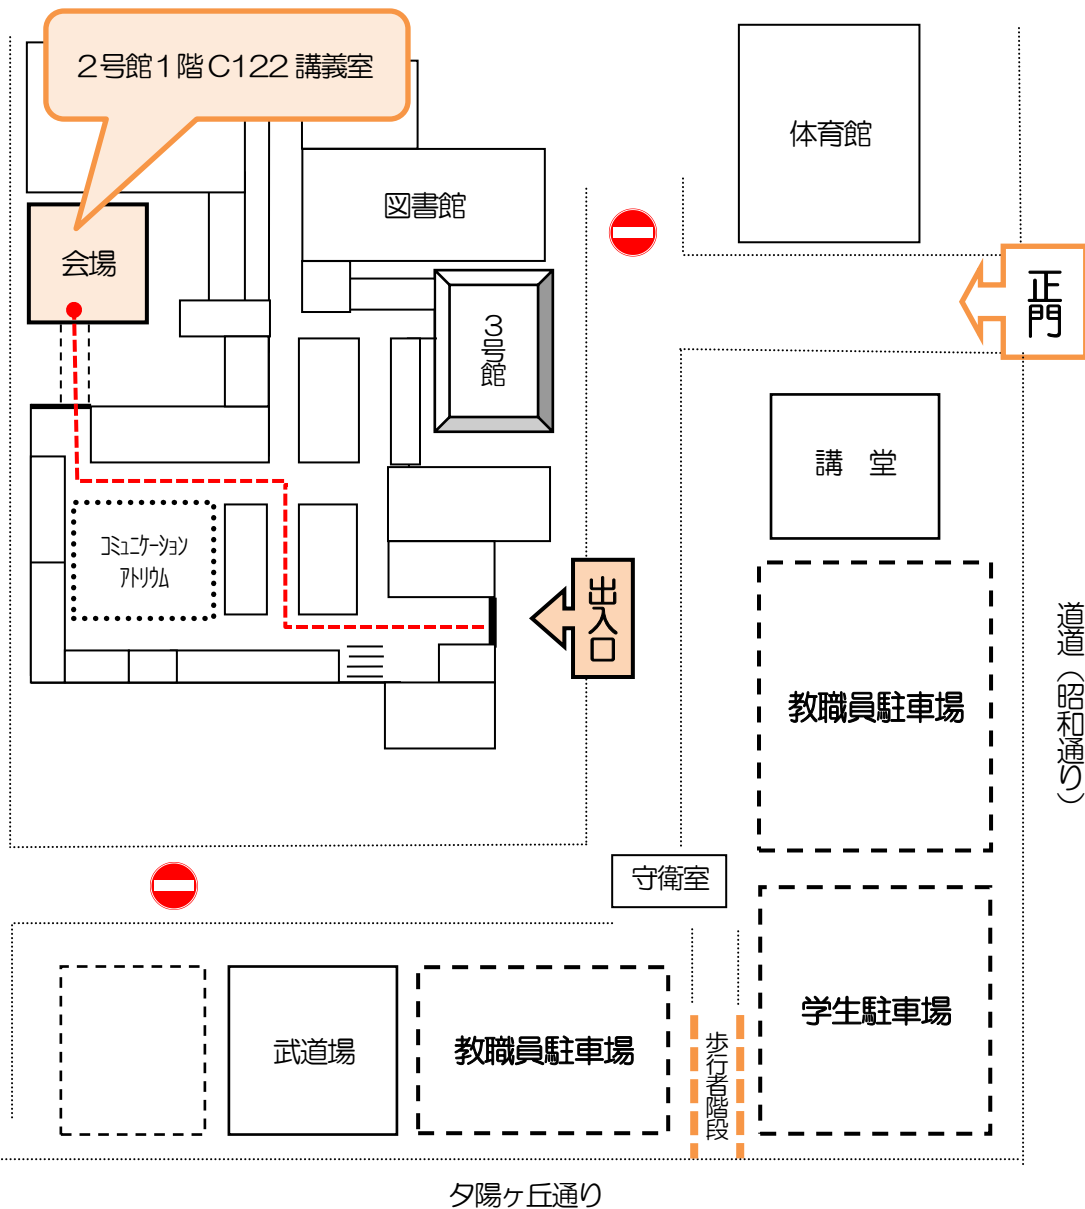 2号館1階C122講義室
体育館
図書館
会場
正門
3号館
講 堂
コミュニケーション
アトリウム
出入口
道道(昭和通り)
教職員駐車場
守衛室
学生駐車場
武道場
教職員駐車場
歩行者階段
夕陽ヶ丘通り